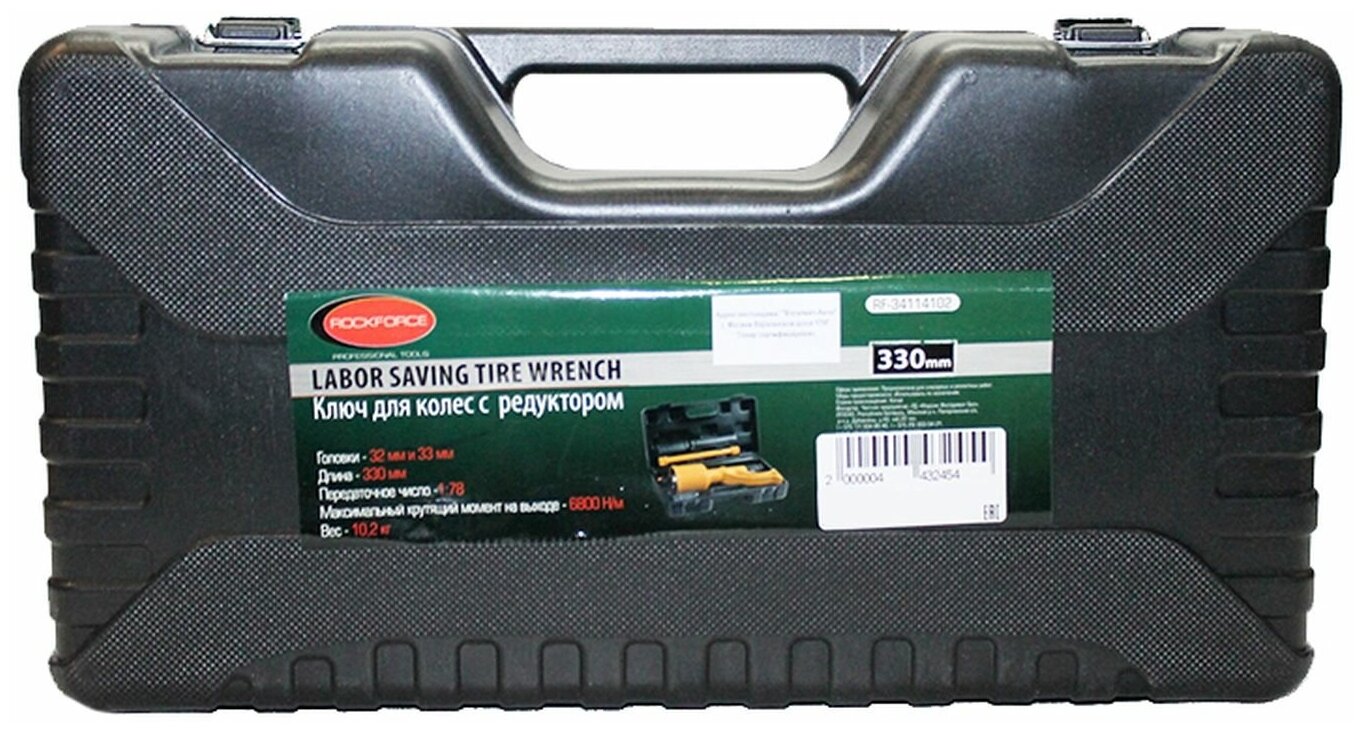 ROCKFORCE
PROFESSIONAL TOOLS
RF-34114102
LABOR SAVING TIRE WRENCH
330mm
Ключ для колес с редуктором
Головки - 32 мм и 33 мм
Длина - 330 мм
Передаточное число -1:78
Максимальный крутящий момент на выходе - 6800 Н/м
Вес - 10,2 кг
2 000004 432454
EAC